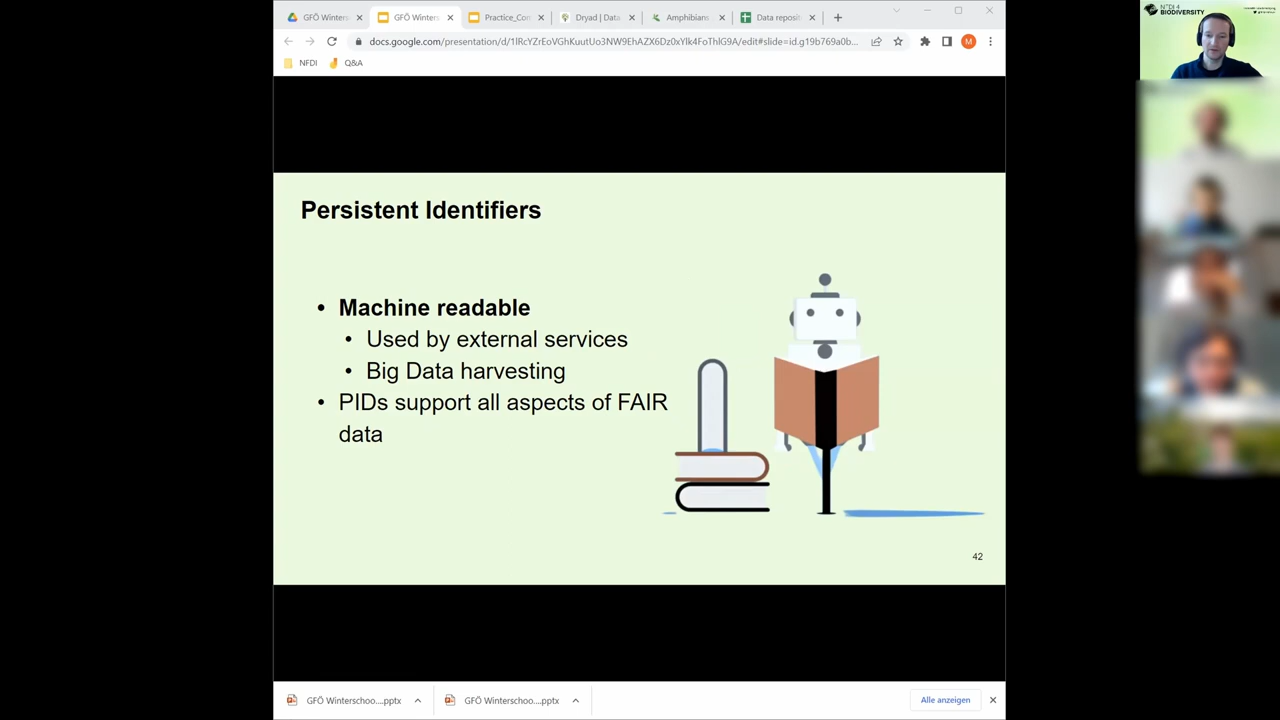 GFÖ Winters
GFÖ Winters
Practice_Con
Dryad | Data
Amphibians
Data reposit
docs.google.com/presentation/d/1lRcYZrEoVGhKuutUo3NW9EhAZX6Dz0xYlk4FoThlG9A/edit#slide=id.g19b769a0b...
M
NFDI
Q&A
NFDI 4
BIODIVERSITY
Persistent Identifiers
• Machine readable
• Used by external services
• Big Data harvesting
• PIDs support all aspects of FAIR
data
42
GFÖ Winterschoo....pptx
GFÖ Winterschoo....pptx
Alle anzeigen